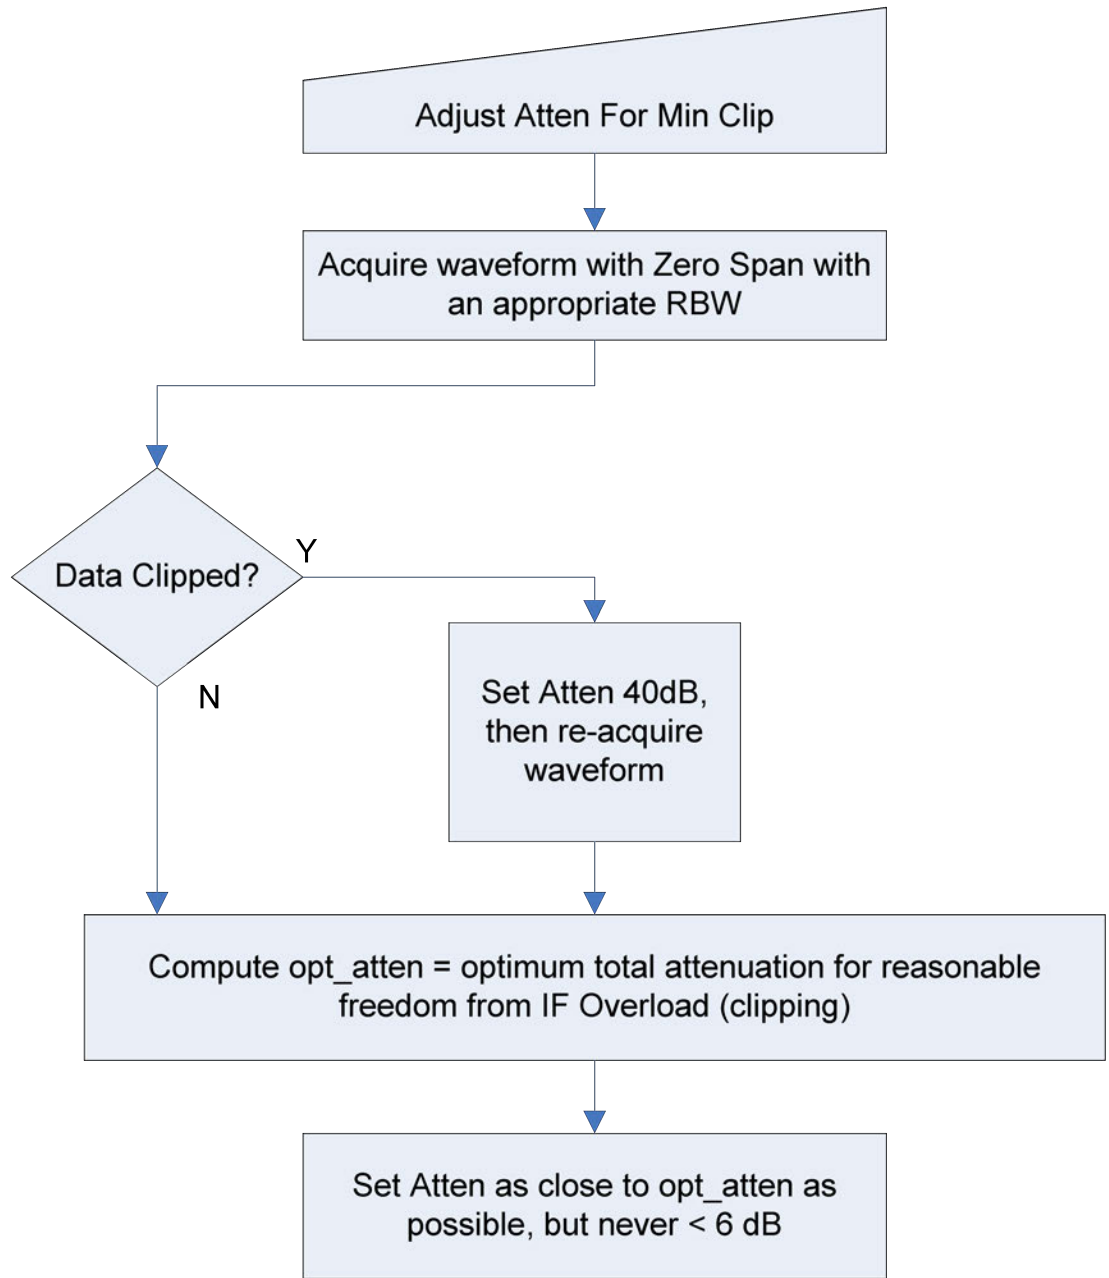 Adjust Atten For Min Clip
Acquire waveform with Zero Span with
an appropriate RBW
Data Clipped?
Y
N
Set Atten 40dB,
then re-acquire
waveform
Compute opt_atten = optimum total attenuation for reasonable
freedom from IF Overload (clipping)
Set Atten as close to opt_atten as
possible, but never < 6 dB